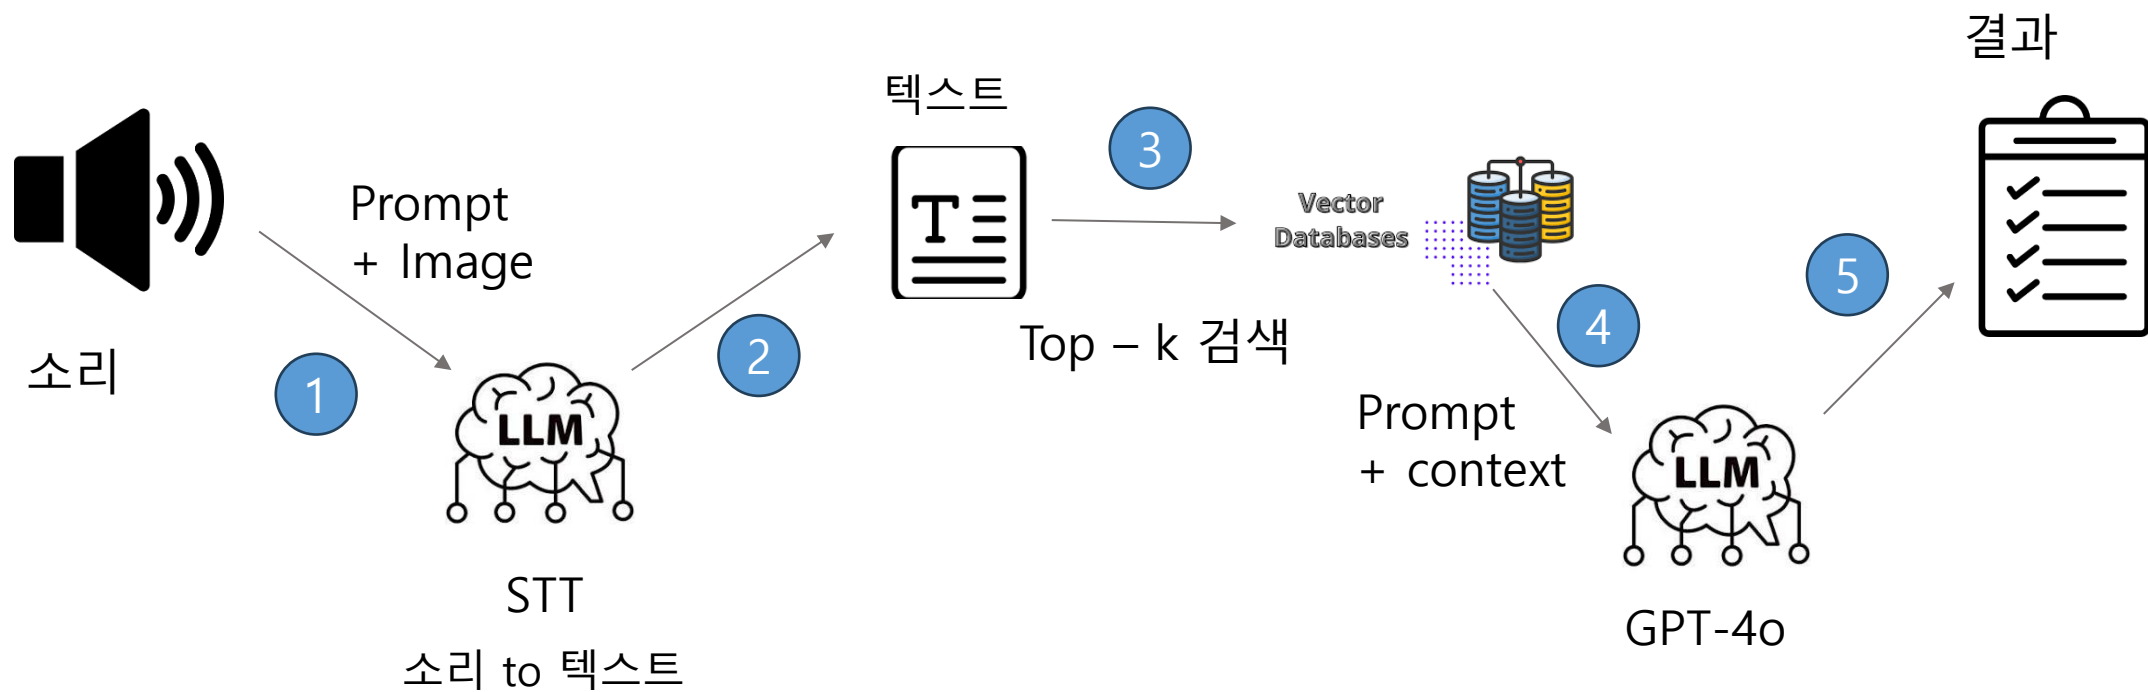 소리
Prompt
+ Image
1
LLM
STT
소리 to 텍스트
2
텍스트
T
3
Top – k 검색
Vector
Databases
4
Prompt
+ context
LLM
GPT-4o
5
결과